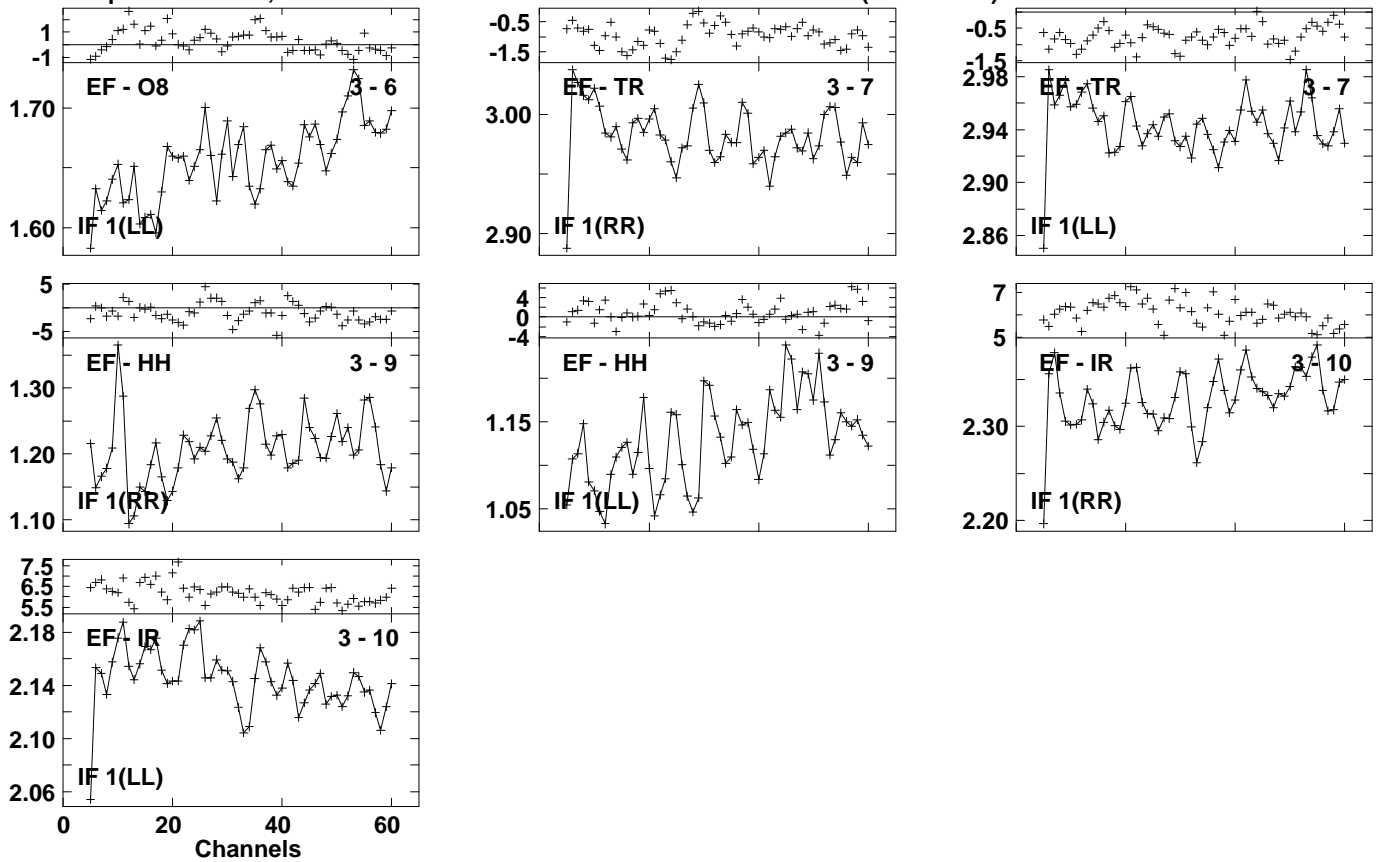 1
-1
EF - O8 3 - 6
1.70
1.60
IF 1(LL)
-0.5
-1.5
EF - TR 3 - 7
3.00
2.90
IF 1(RR)
-0.5
-1.5
2.98
EF - TR 3 - 7
2.94
2.90
2.86
IF 1(LL)
5
-5
EF - HH 3 - 9
1.30
1.20
1.10
IF 1(RR)
4
0
-4
EF - HH 3 - 9
1.15
1.05
IF 1(LL)
7
5
EF - IR 3 - 10
2.30
2.20
IF 1(RR)
7.5
6.5
5.5
2.18
EF - IR 3 - 10
2.14
2.10
2.06
IF 1(LL)
0 20 40 60
Channels